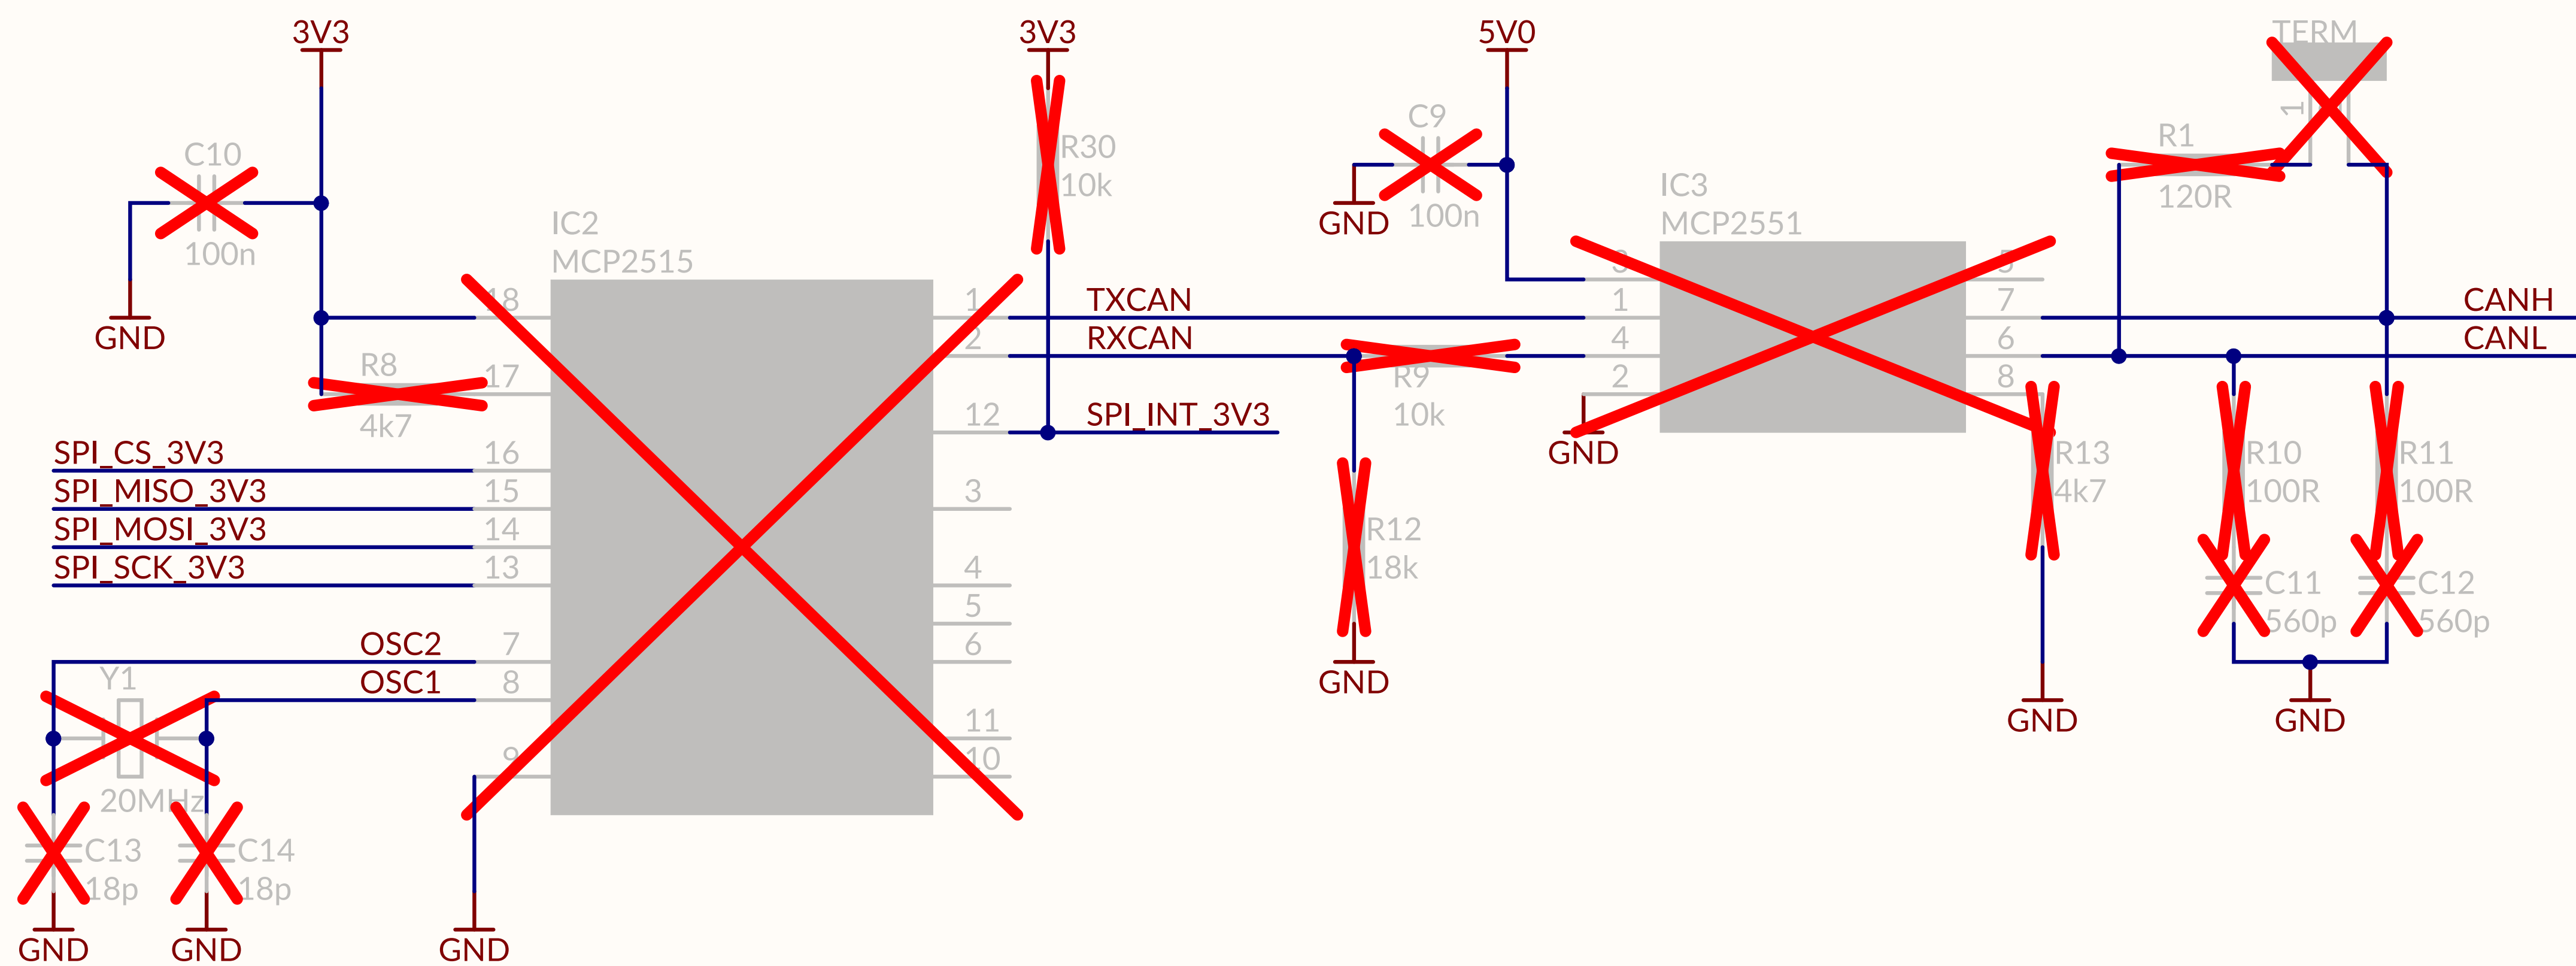 3V3
3V3
5V0
TERM
C9
R1
1
C10
R30
10k
120R
100n
GND
IC3
MCP2551
IC2
MCP2515
100n
3
5
18
1
TXCAN
1
7
CANH
GND
2
RXCAN
4
6
CANL
R8
17
R9
2
8
4k7
12
SPI_INT_3V3
10k
SPI_CS_3V3
16
GND
R13
R10
R11
SPI_MISO_3V3
15
3
4k7
100R
100R
SPI_MOSI_3V3
14
R12
SPI_SCK_3V3
13
4
18k
C11
C12
5
560p
560p
OSC2
7
6
Y1
OSC1
8
GND
11
GND
GND
9
10
20MHz
C13
C14
18p
18p
GND
GND
GND